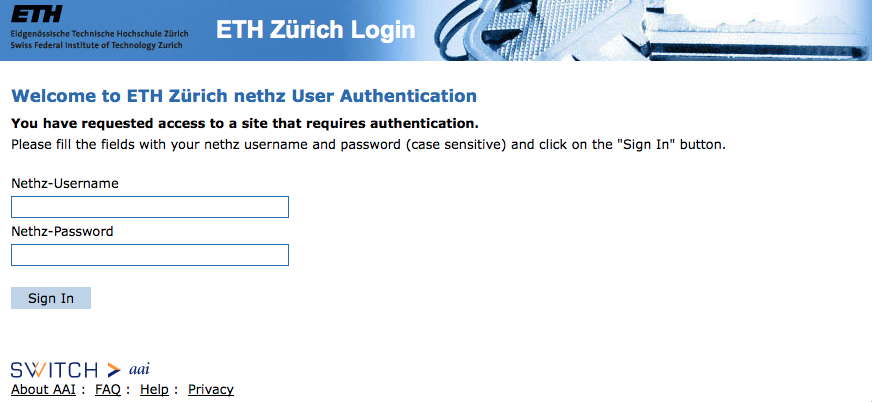 ETH
Eidgenössische Technische Hochschule Zürich
Swiss Federal Institute of Technology Zurich
ETH Zürich Login
Welcome to ETH Zürich nethz User Authentication
You have requested access to a site that requires authentication.
Please fill the fields with your nethz username and password (case sensitive) and click on the "Sign In" button.
Nethz-Username
Nethz-Password
Sign In
SWITCH aai
About AAI : FAQ : Help : Privacy